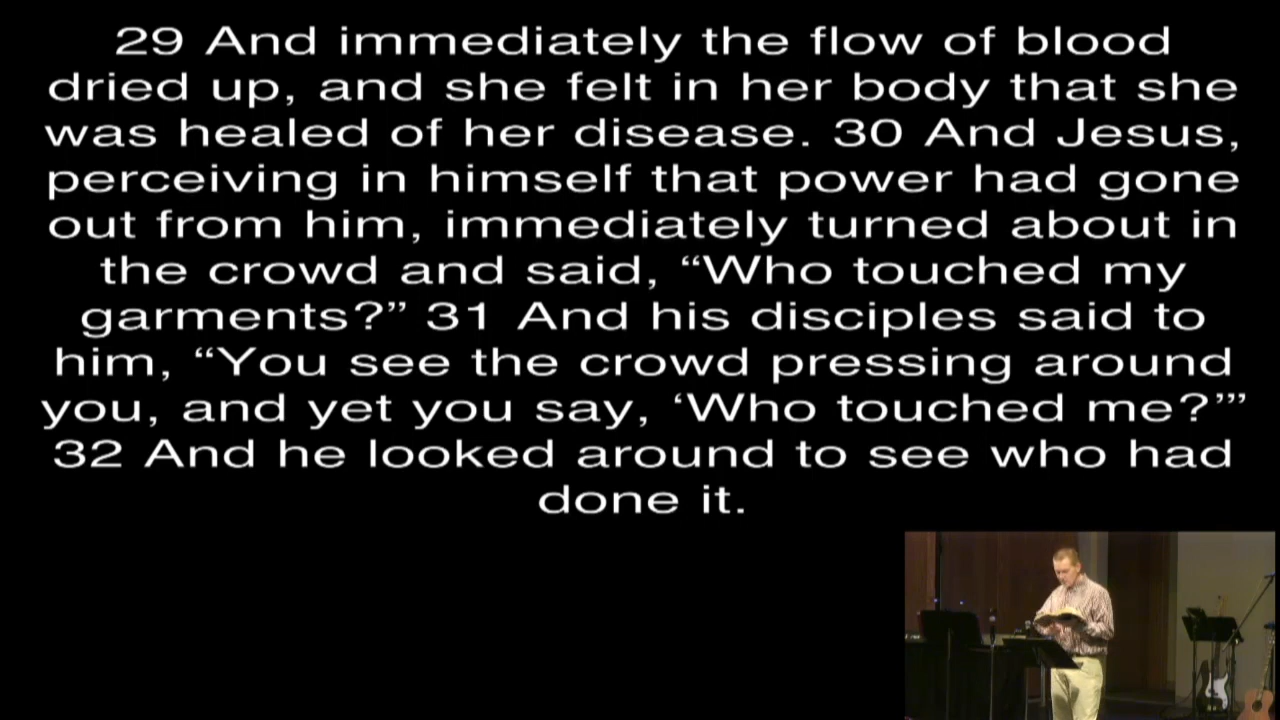 29 And immediately the flow of blood
dried up, and she felt in her body that she
was healed of her disease. 30 And Jesus,
perceiving in himself that power had gone
out from him, immediately turned about in
the crowd and said, “Who touched my
garments?” 31 And his disciples said to
him, “You see the crowd pressing around
you, and yet you say, ‘Who touched me?’”
32 And he looked around to see who had
done it.